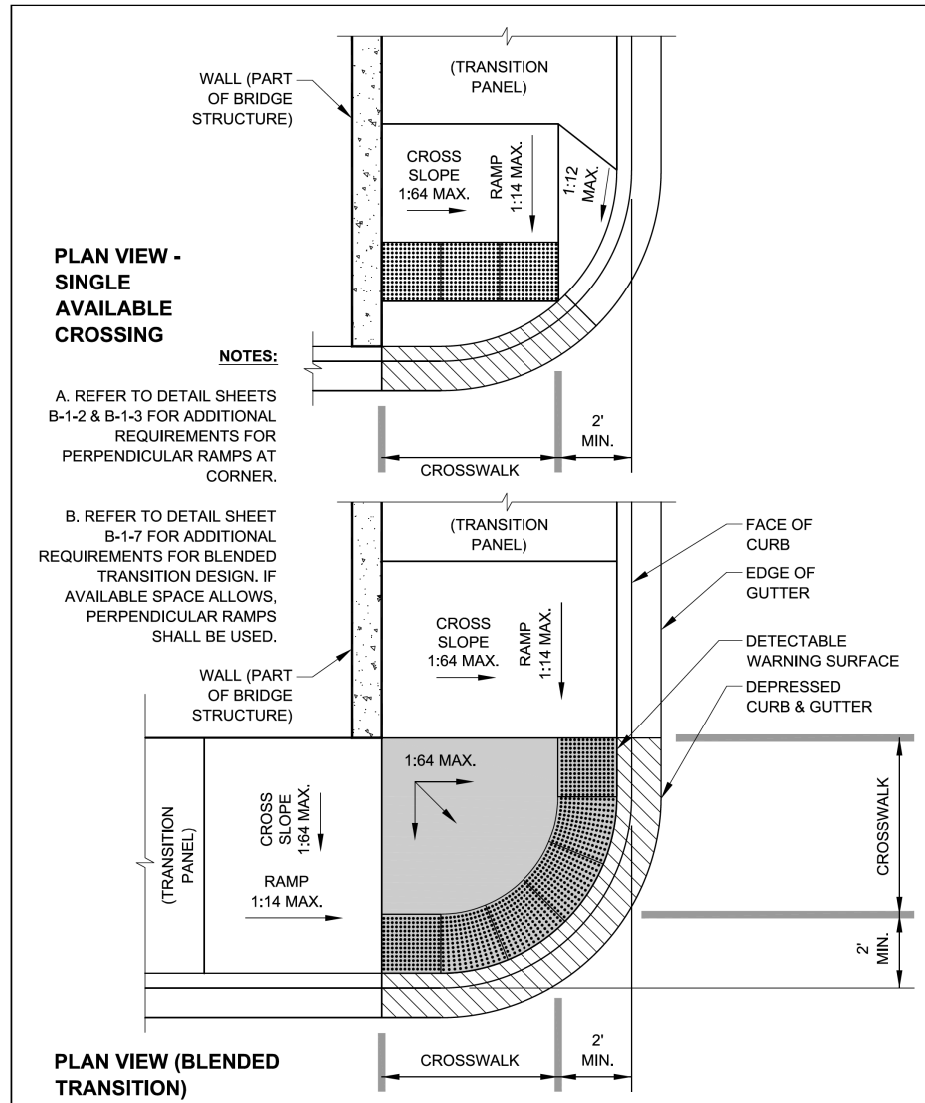 (TRANSITION
PANEL)
WALL (PART
OF BRIDGE
STRUCTURE)
CROSS
SLOPE
1:64 MAX.
RAMP
1:14 MAX.
1:12
MAX.
PLAN VIEW -
SINGLE
AVAILABLE
CROSSING
NOTES:
A. REFER TO DETAIL SHEETS
B-1-2 & B-1-3 FOR ADDITIONAL
REQUIREMENTS FOR
PERPENDICULAR RAMPS AT
CORNER.
B. REFER TO DETAIL SHEET
B-1-7 FOR ADDITIONAL
REQUIREMENTS FOR BLENDED
TRANSITION DESIGN. IF
AVAILABLE SPACE ALLOWS,
PERPENDICULAR RAMPS
SHALL BE USED.
2'
MIN.
CROSSWALK
(TRANSITION
PANEL)
FACE OF
CURB
EDGE OF
GUTTER
DETECTABLE
WARNING SURFACE
DEPRESSED
CURB & GUTTER
CROSS
SLOPE
1:64 MAX.
RAMP
1:14 MAX.
WALL (PART
OF BRIDGE
STRUCTURE)
1:64 MAX.
(TRANSITION
PANEL)
CROSS
SLOPE
1:64 MAX.
RAMP
1:14 MAX.
CROSSWALK
2'
MIN.
2'
MIN.
CROSSWALK
PLAN VIEW (BLENDED
TRANSITION)